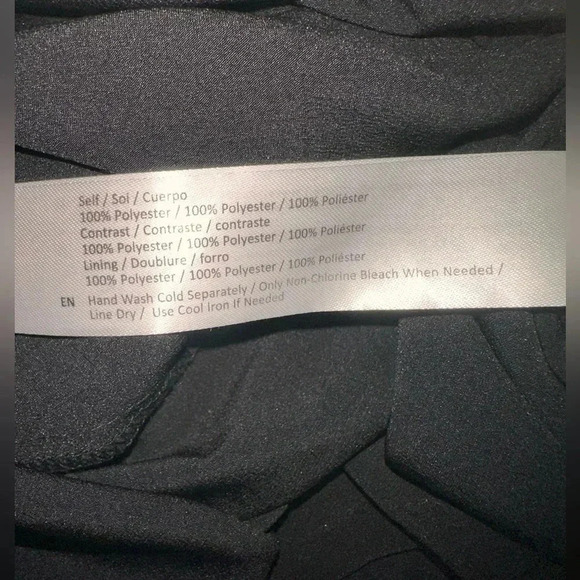 Self / Soi / Cuerpo
100% Polyester / 100% Polyester / 100% Poliéster
Contrast / Contraste / contraste
100% Polyester / 100% Polyester / 100% Poliéster
Lining / Doublure / forro
100% Polyester / 100% Polyester / 100% Poliéster
EN Hand Wash Cold Separately / Only Non-Chlorine Bleach When Needed /
Line Dry / Use Cool Iron If Needed